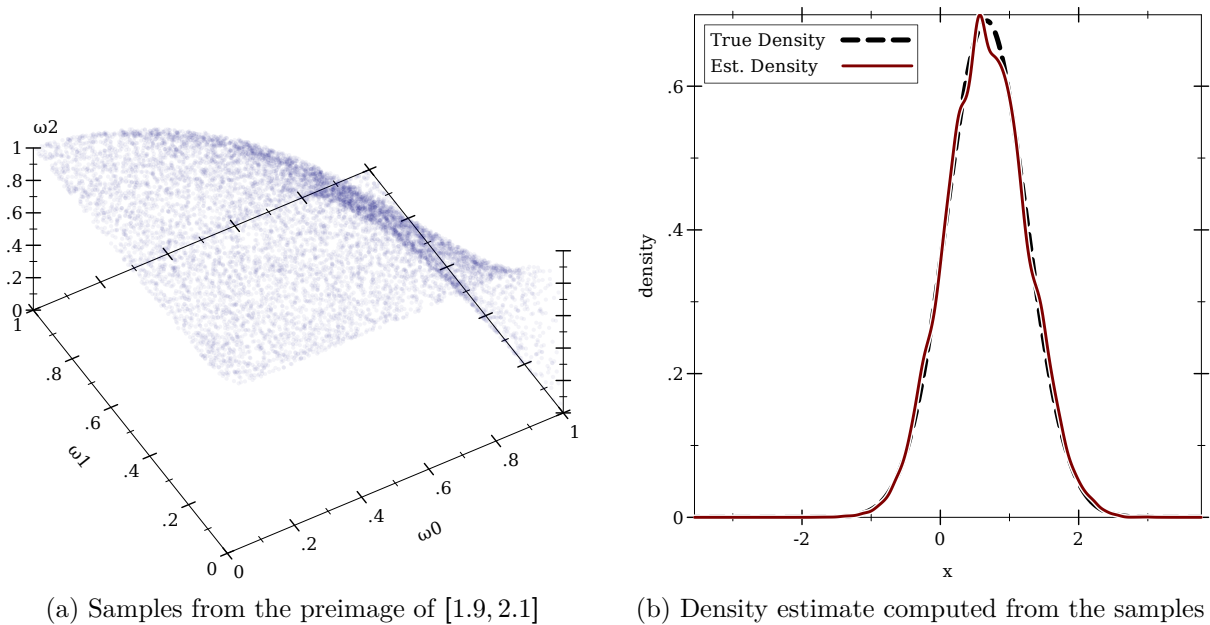 ω2
1
.8
.6
.4
.2
0
1
.8
.6
.4
.2
0
ω1
0
.2
.4
.6
.8
1
ω0
(a) Samples from the preimage of [1.9, 2.1]
True Density
Est. Density
.6
.4
.2
0
density
-2
0
2
x
(b) Density estimate computed from the samples